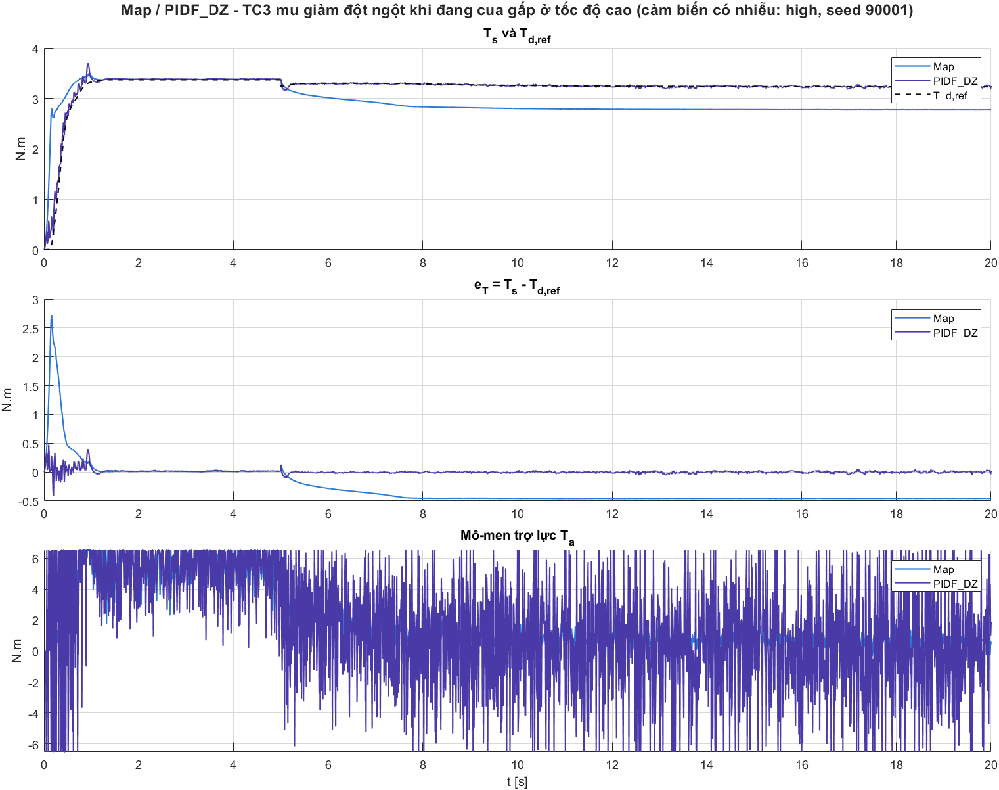 Map / PIDF_DZ - TC3 mu giảm đột ngột khi đang cua gấp ở tốc độ cao (cảm biến có nhiễu: high, seed 90001)
T_s và T_d,ref
4
3
2
1
0
N.m
Map
PIDF_DZ
T_d,ref
0 2 4 6 8 10 12 14 16 18 20
e_T = T_s - T_d,ref
3
2.5
2
1.5
1
0.5
0
-0.5
N.m
Map
PIDF_DZ
0 2 4 6 8 10 12 14 16 18 20
Mô-men trợ lực T_a
6
4
2
0
-2
-4
-6
N.m
Map
PIDF_DZ
0 2 4 6 8 10 12 14 16 18 20
t [s]